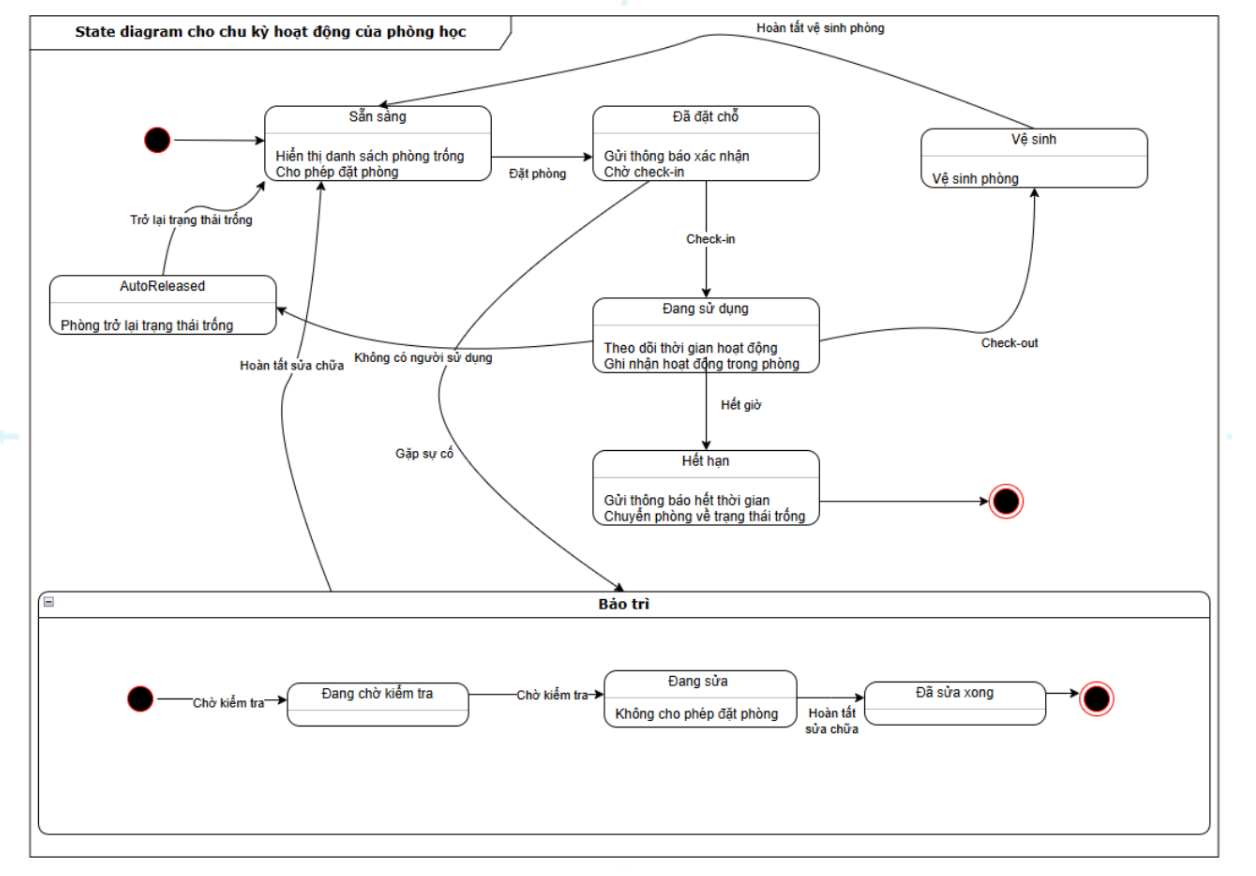 State diagram cho chu kỳ hoạt động của phòng học
Hoàn tất vệ sinh phòng
Sẵn sàng
Hiển thị danh sách phòng trống
Cho phép đặt phòng
Đặt phòng
Đã đặt chỗ
Gửi thông báo xác nhận
Chờ check-in
Vệ sinh
Vệ sinh phòng
Trở lại trạng thái trống
Check-in
AutoReleased
Phòng trở lại trạng thái trống
Đang sử dụng
Theo dõi thời gian hoạt động
Ghi nhận hoạt động trong phòng
Check-out
Không có người sử dụng
Hoàn tất sửa chữa
Hết giờ
Gặp sự cố
Hết hạn
Gửi thông báo hết thời gian
Chuyển phòng về trạng thái trống
Bảo trì
Chờ kiểm tra
Đang chờ kiểm tra
Chờ kiểm tra
Đang sửa
Không cho phép đặt phòng
Hoàn tất
sửa chữa
Đã sửa xong